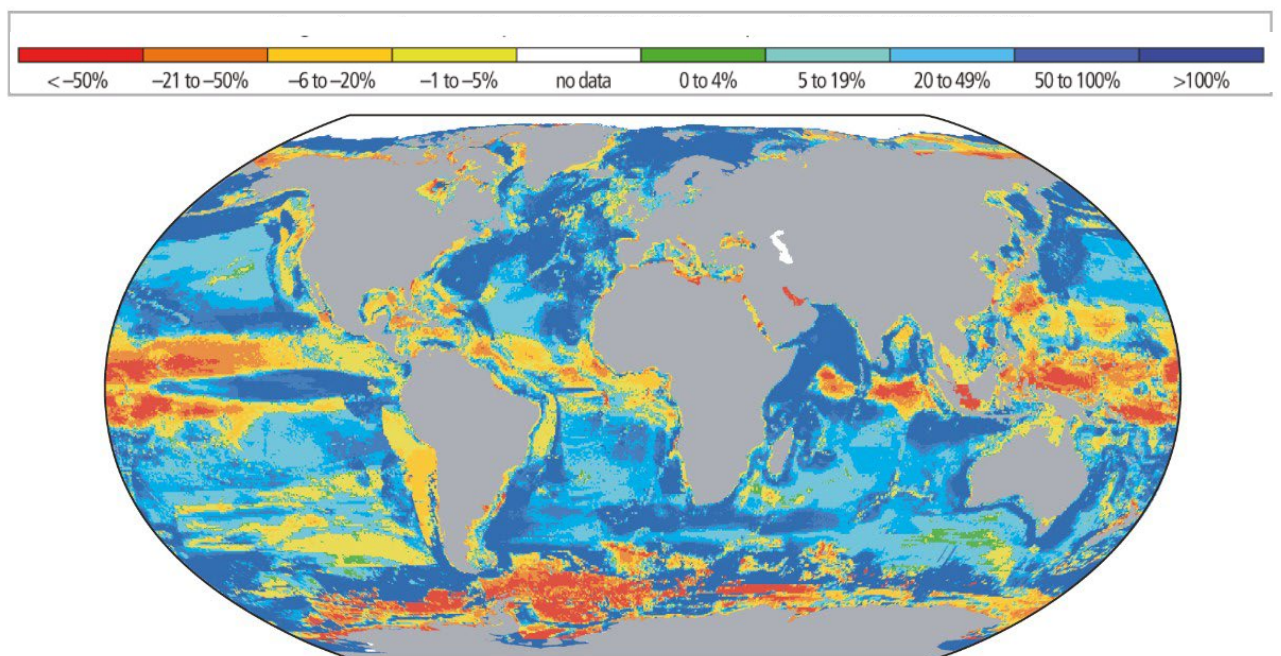 < –50% –21 to –50% –6 to –20% –1 to –5% no data 0 to 4% 5 to 19% 20 to 49% 50 to 100% >100%